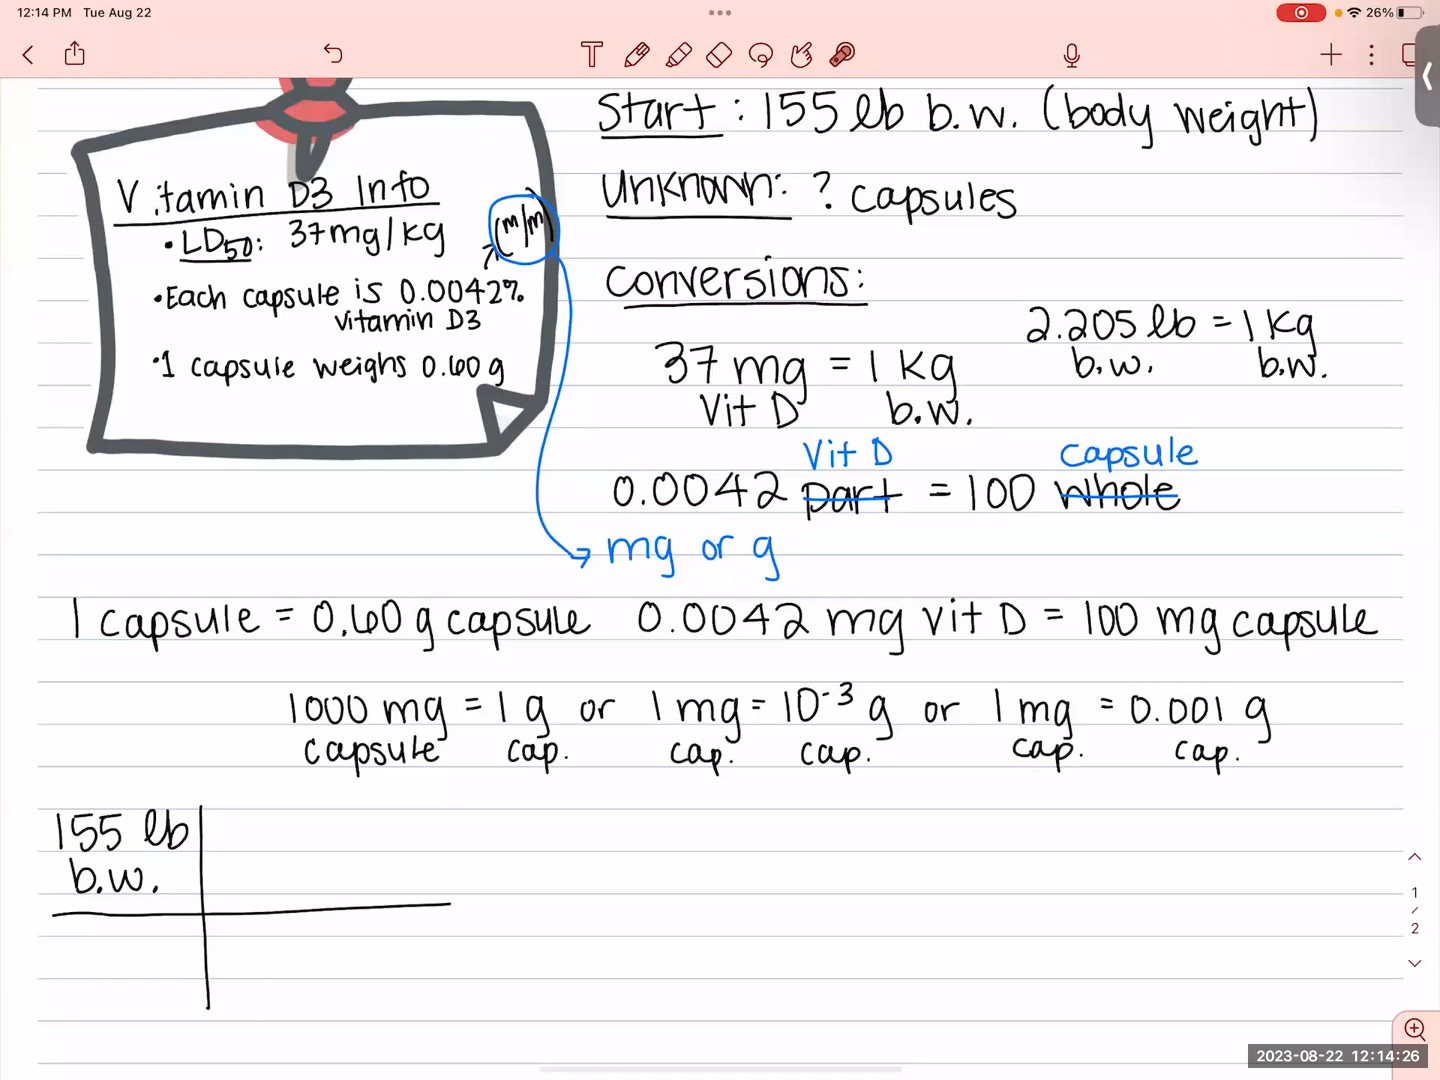 12:14 PM Tue Aug 22
26%
Vitamin D3 Info
•LD50: 37mg/kg (m/m)
•Each capsule is 0.0042%
vitamin D3
•1 capsule weighs 0.60 g
Start: 155 lb b.w. (body weight)
Unknown: ? capsules
Conversions:
2.205 lb = 1 kg
b.w. b.w.
37 mg = 1 kg
Vit D b.w.
Vit D capsule
0.0042 part = 100 whole
mg or g
1 capsule = 0.60 g capsule 0.0042 mg vit D = 100 mg capsule
1000 mg = 1 g or 1 mg = 10⁻³ g or 1 mg = 0.001 g
capsule cap. cap. cap. cap. cap.
155 lb
b.w.
1
/
2
2023-08-22 12:14:26